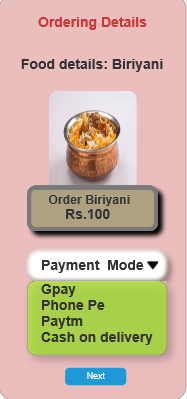 Ordering Details
Food details: Biriyani
Order Biriyani
Rs.100
Payment Mode
Gpay
Phone Pe
Paytm
Cash on delivery
Next